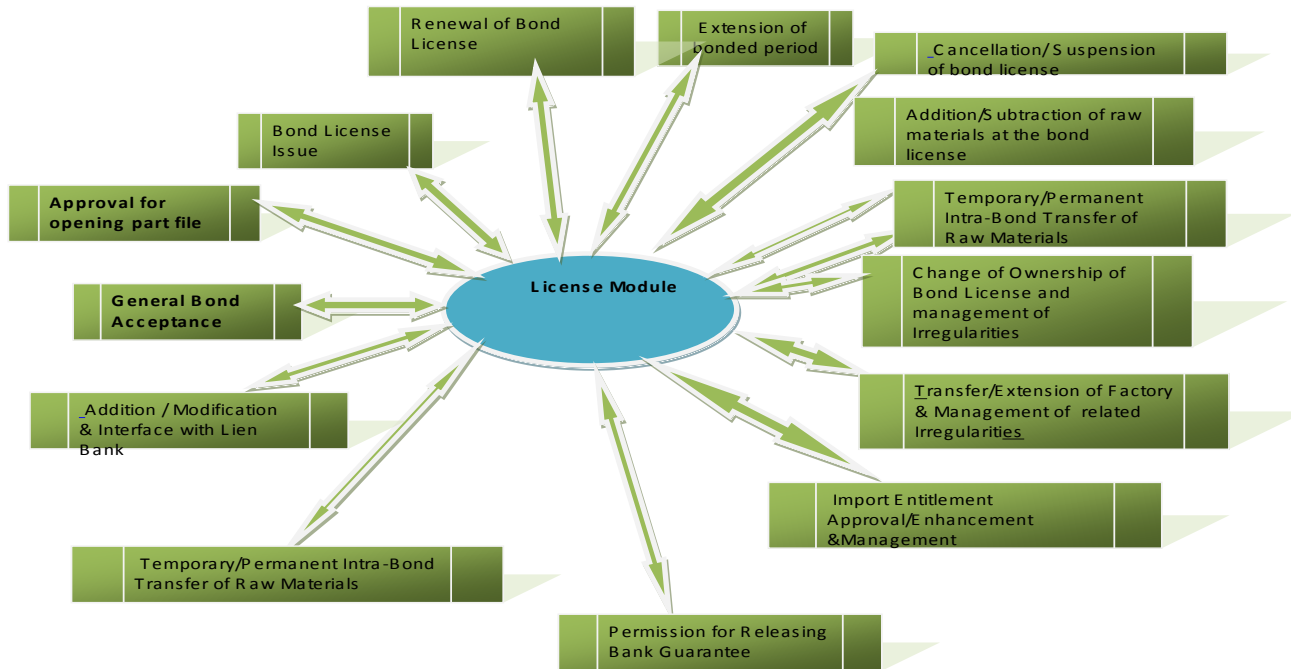 Renewal of Bond
License
Extension of
bonded period
Cancellation/Suspension
of bond license
Addition/Subtraction of raw
materials at the bond
license
Bond License
Issue
Approval for
opening part file
Temporary/Permanent
Intra-Bond Transfer of
Raw Materials
License Module
General Bond
Acceptance
Change of Ownership of
Bond License and
management of
Irregularities
Addition / Modification
& Interface with Lien
Bank
Transfer/Extension of Factory
& Management of related
Irregularities
Import Entitlement
Approval/Enhancement
&Management
Temporary/Permanent Intra-Bond
Transfer of Raw Materials
Permission for Releasing
Bank Guarantee